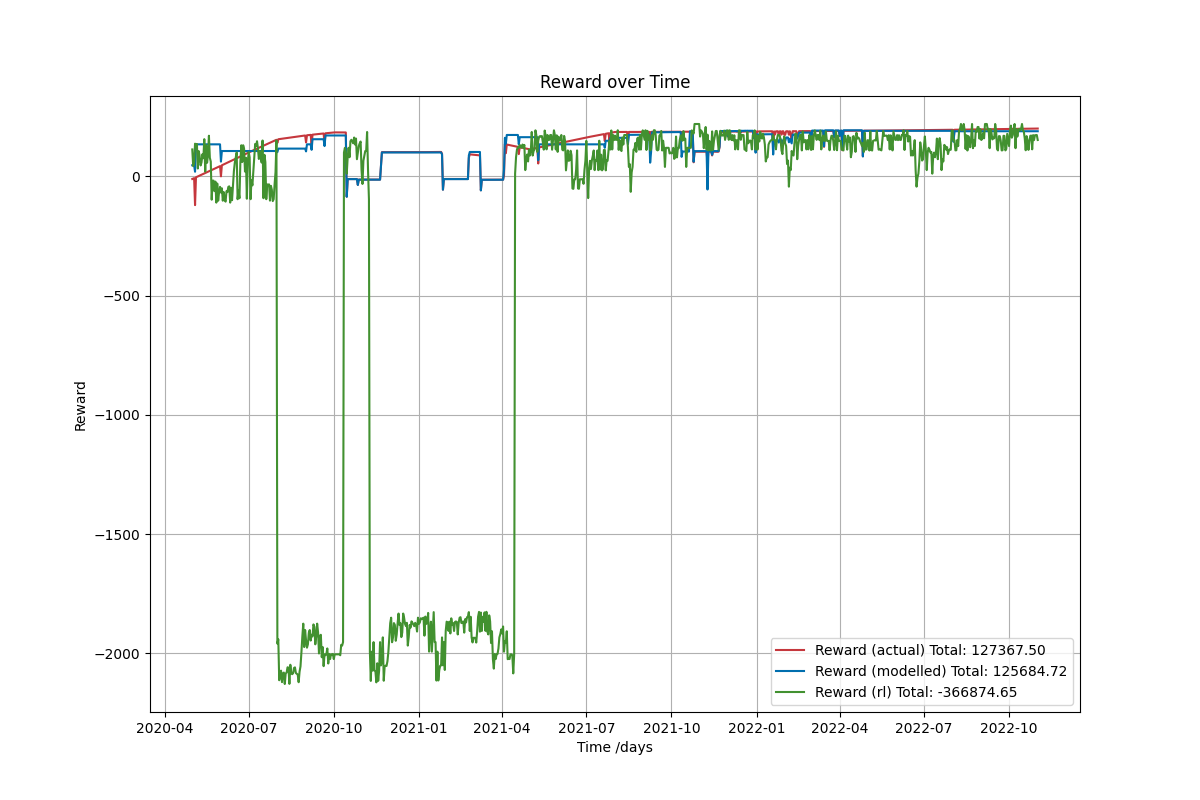 Reward over Time
Reward
0
−500
−1000
−1500
−2000
Reward (actual) Total: 127367.50
Reward (modelled) Total: 125684.72
Reward (rl) Total: -366874.65
2020-04 2020-07 2020-10 2021-01 2021-04 2021-07 2021-10 2022-01 2022-04 2022-07 2022-10
Time /days